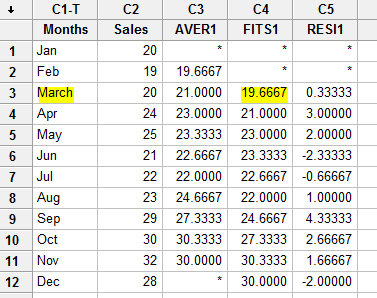 ↓ C1-T C2 C3 C4 C5
Months Sales AVER1 FITS1 RESI1
1 Jan 20 * * *
2 Feb 19 19.6667 * *
3 March 20 21.0000 19.6667 0.33333
4 Apr 24 23.0000 21.0000 3.00000
5 May 25 23.3333 23.0000 2.00000
6 Jun 21 22.6667 23.3333 -2.33333
7 Jul 22 22.0000 22.6667 -0.66667
8 Aug 23 24.6667 22.0000 1.00000
9 Sep 29 27.3333 24.6667 4.33333
10 Oct 30 30.3333 27.3333 2.66667
11 Nov 32 30.0000 30.3333 1.66667
12 Dec 28 * 30.0000 -2.00000